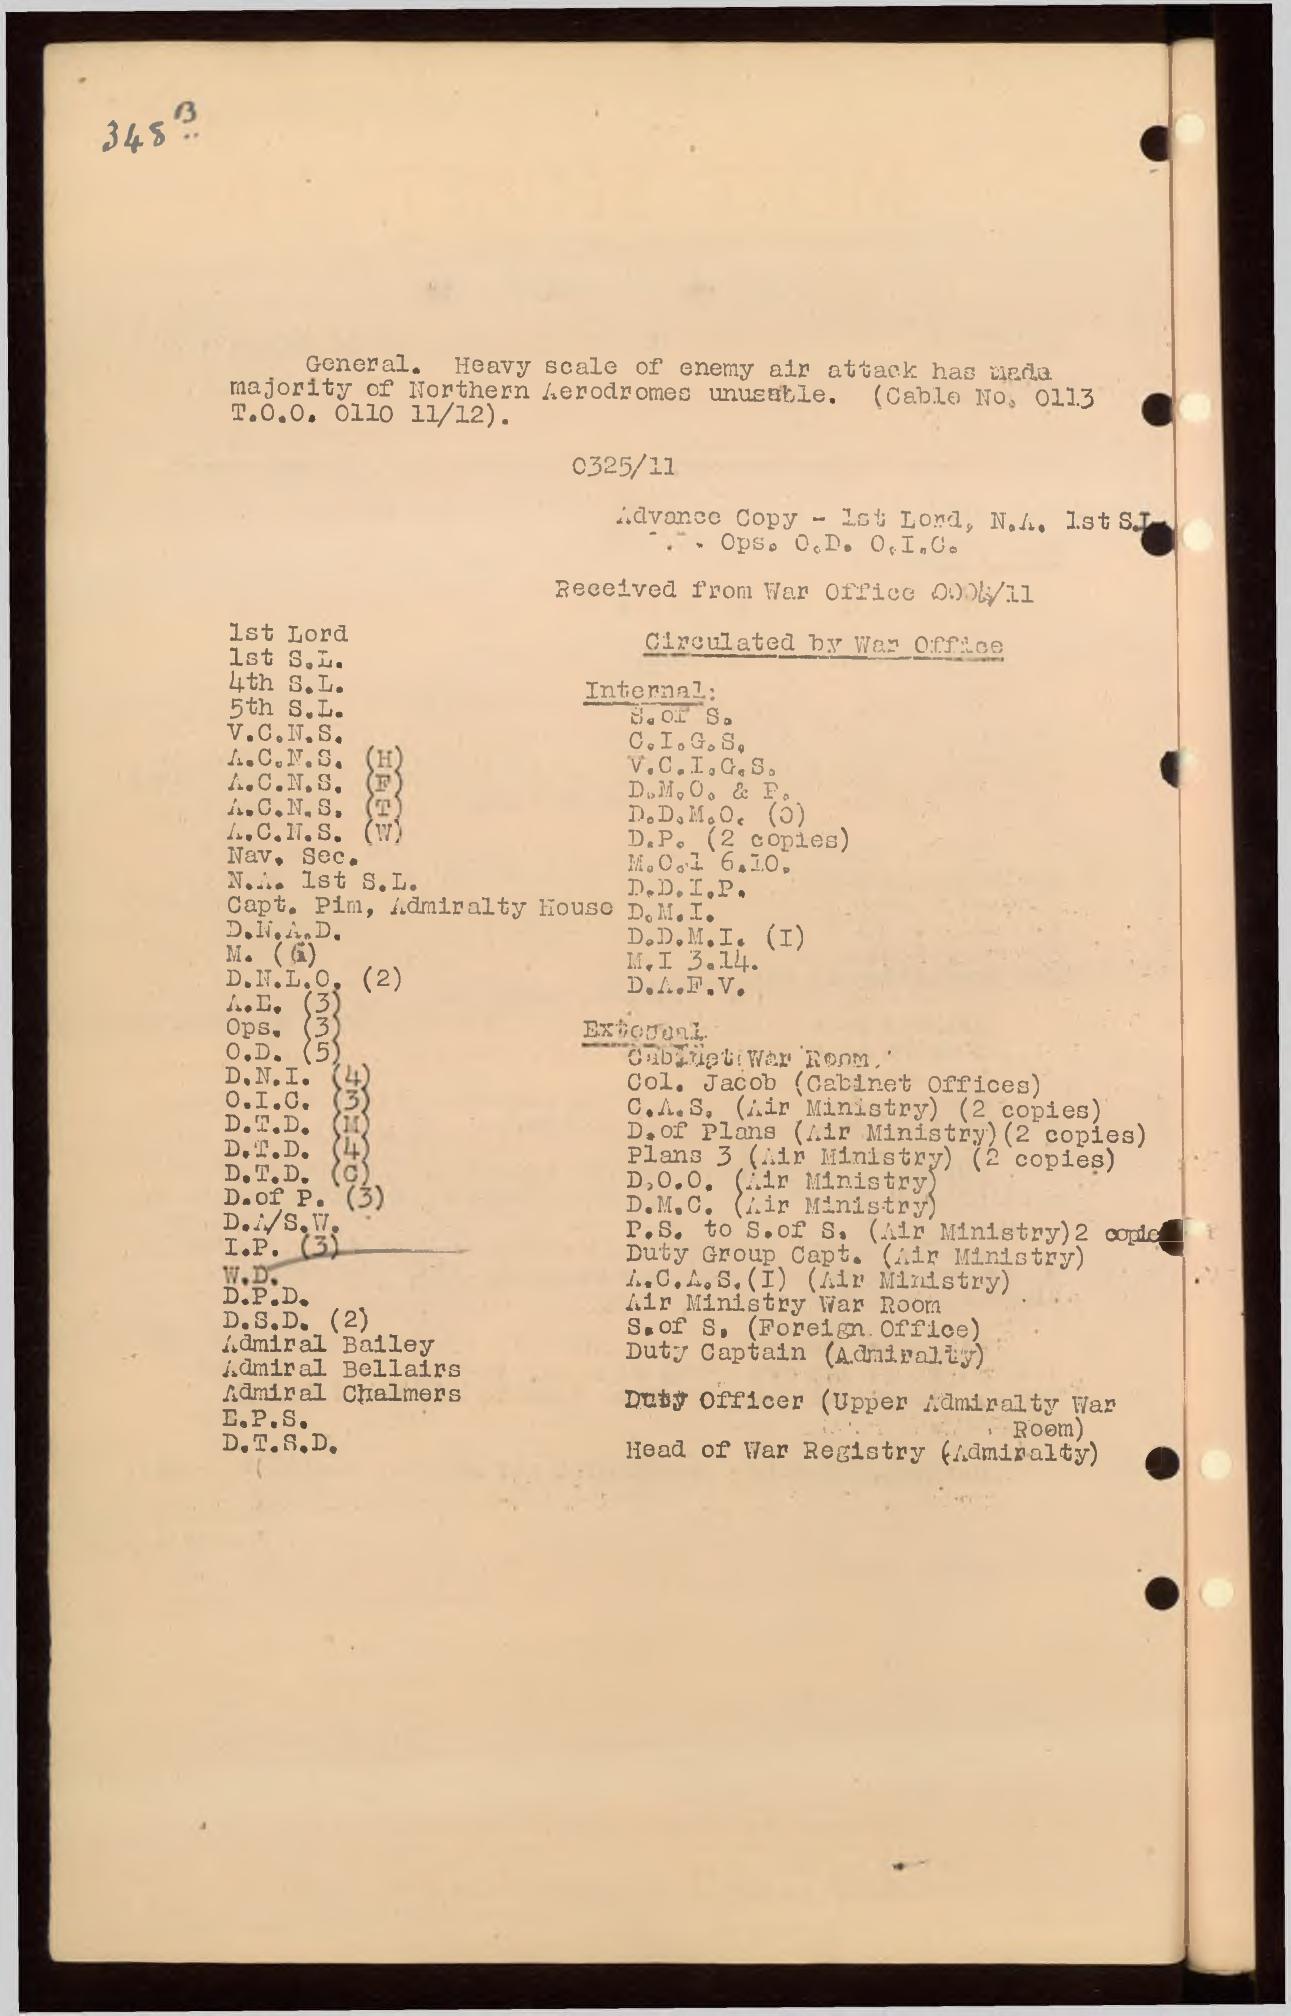 348 B
General. Heavy scale of enemy air attack has made
majority of Northern Aerodromes unusable. (Cable No. 0113
T.O.O. 0110 11/12).
0325/11
Advance Copy - 1st Lord, N.A. 1st S.L.
Ops. O.D. O.I.C.
Received from War Office /11
1st Lord
1st S.L.
4th S.L.
5th S.L.
V.C.N.S.
A.C.N.S. (H)
A.C.N.S. (F)
A.C.N.S. (T)
A.C.N.S. (W)
Nav. Sec.
N.A. 1st S.L.
Capt. Pim, Admiralty House
D.N.A.D.
M.
D.N.L.O. (2)
A.E. (3)
Ops. (3)
O.D. (5)
D.N.I. (4)
O.I.C. (3)
D.T.D. (M)
D.T.D. (4)
D.T.D. (C)
D.of P. (3)
D.A/S.W.
I.P. (3)
W.D.
D.P.D.
D.S.D. (2)
Admiral Bailey
Admiral Bellairs
Admiral Chalmers
E.P.S.
D.T.S.D.
Circulated by War Office
Internal:
S.of S.
C.I.G.S.
V.C.I.G.S.
D.M.O. & P.
D.D.M.O. (O)
D.P. (2 copies)
M.O.1 6.10.
D.D.I.P.
D.M.I.
D.D.M.I. (I)
M.I 3.14.
D.A.F.V.
External
Cabinet War Room.
Col. Jacob (Cabinet Offices)
C.A.S. (Air Ministry) (2 copies)
D.of Plans (Air Ministry)(2 copies)
Plans 3 (Air Ministry) (2 copies)
D.O.O. (Air Ministry)
D.M.C. (Air Ministry)
P.S. to S.of S. (Air Ministry)2 copie
Duty Group Capt. (Air Ministry)
A.C.A.S.(I) (Air Ministry)
Air Ministry War Room
S.of S. (Foreign Office)
Duty Captain (Admiralty)
Duty Officer (Upper Admiralty War
Room)
Head of War Registry (Admiralty)